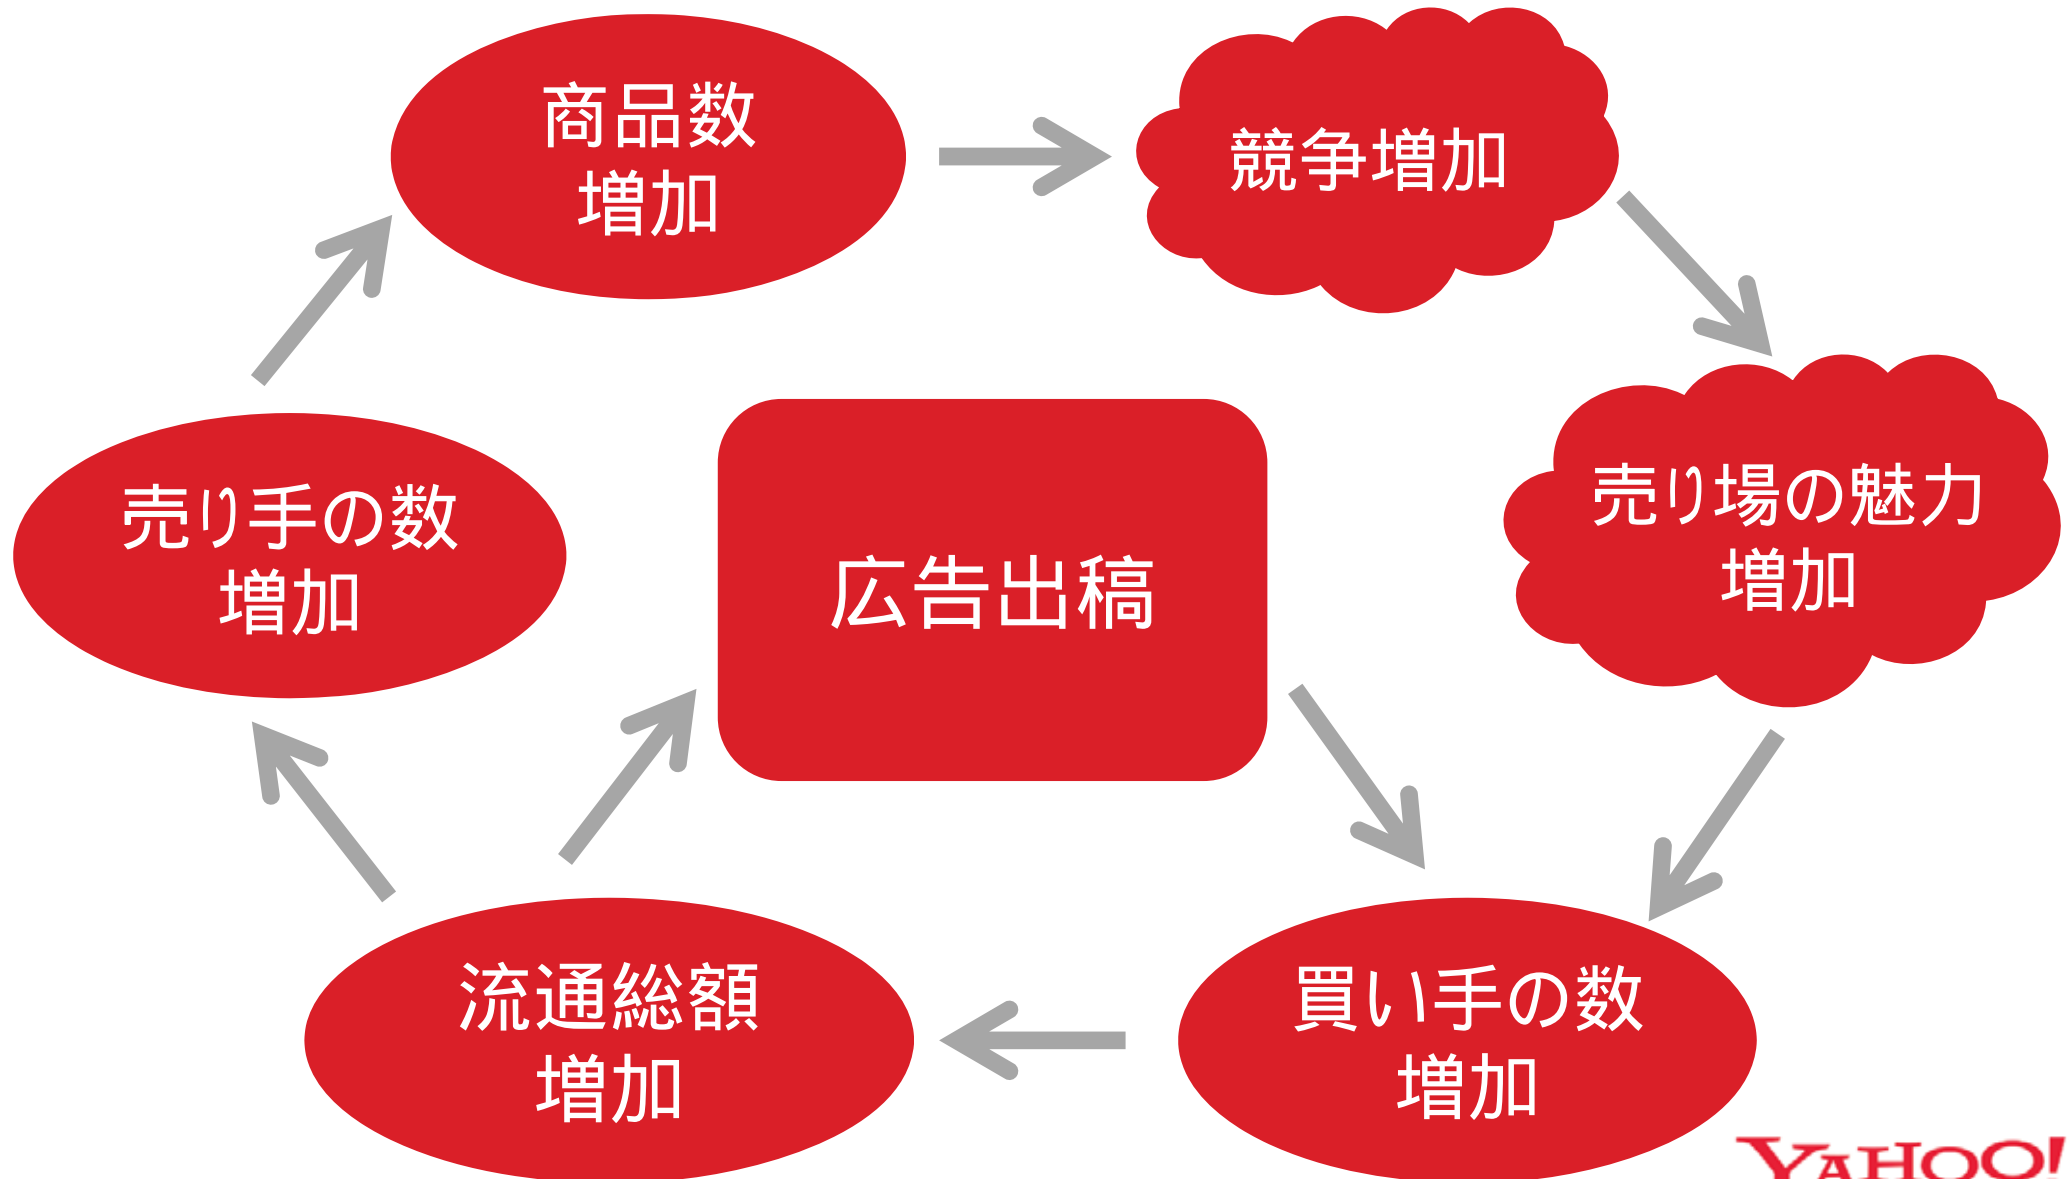 商品数
増加
競争増加
売り手の数
増加
広告出稿
売り場の魅力
増加
流通総額
増加
買い手の数
増加
YAHOO!